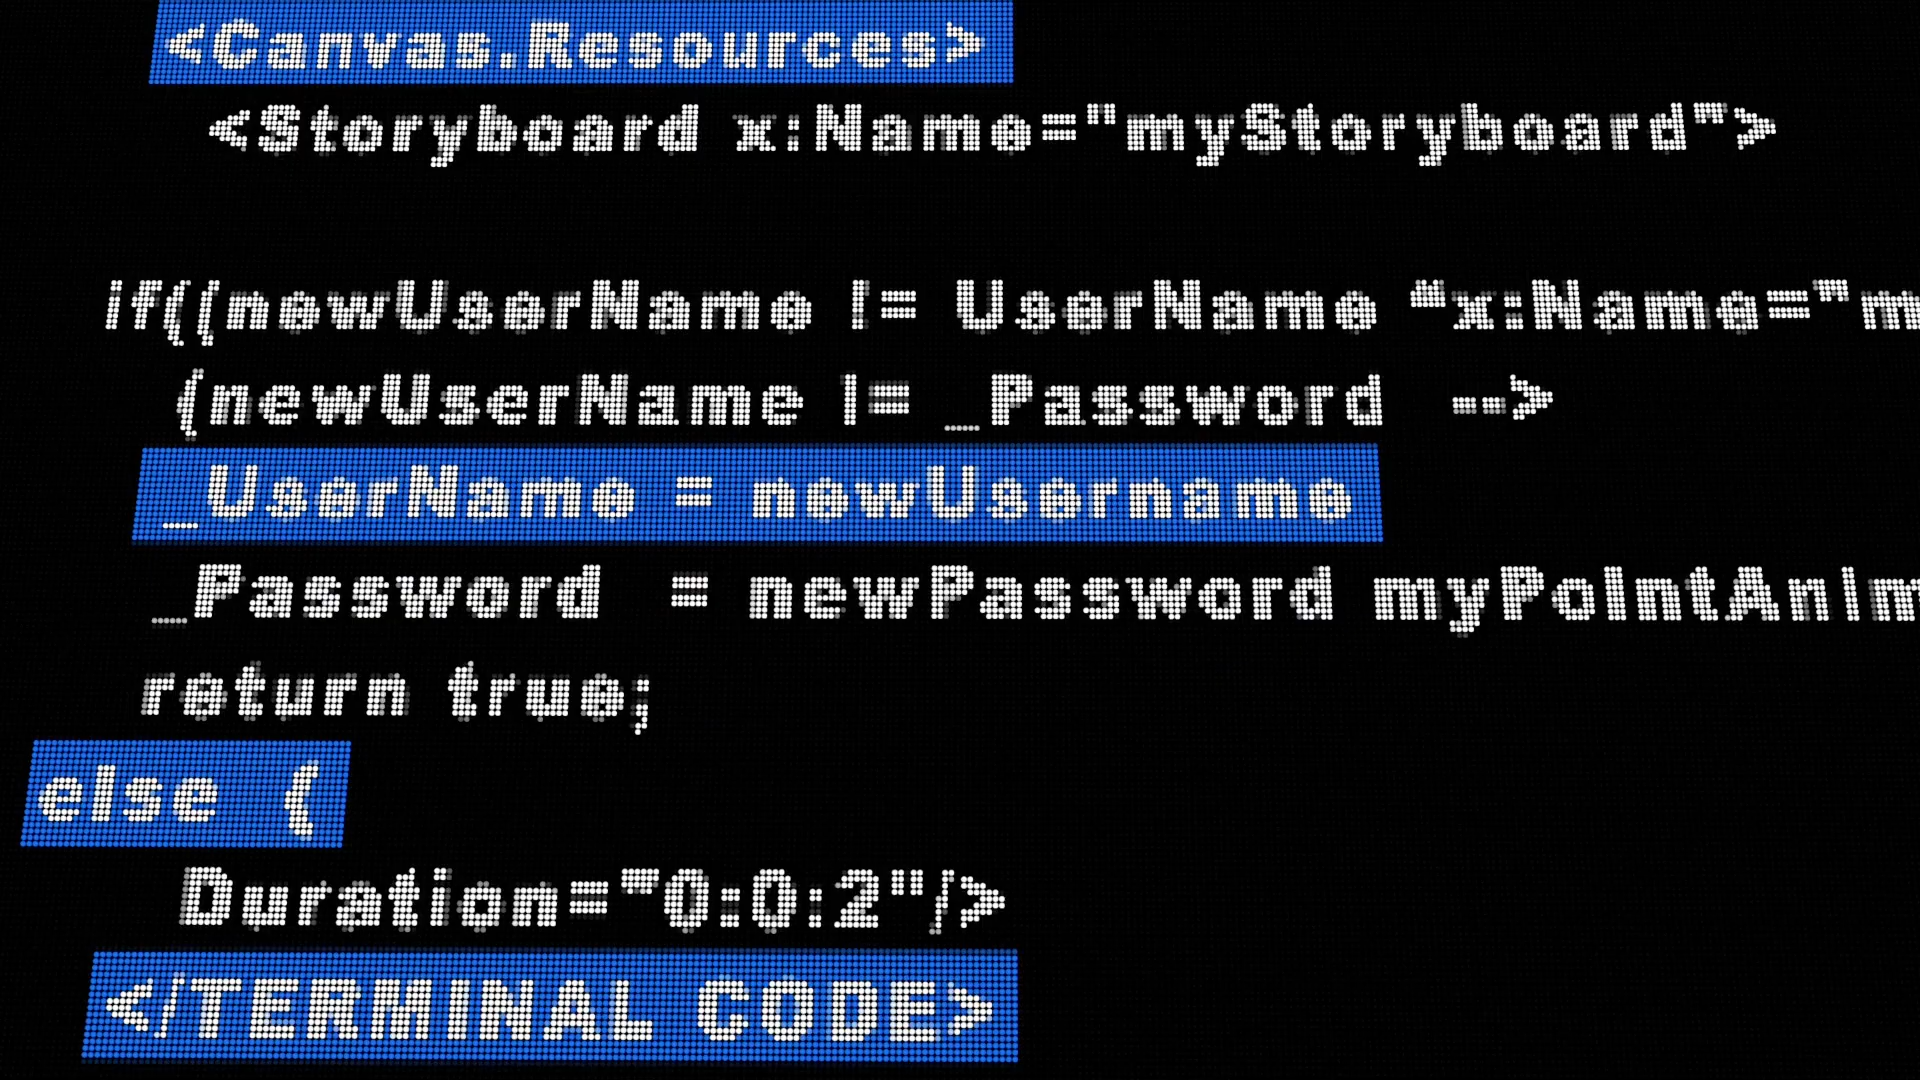 <Canvas.Resources>
<Storyboard x:Name="myStoryboard">
if((newUserName != UserName “x:Name="m
(newUserName != _Password -->
_UserName = newUsername
_Password = newPassword myPointAnim
return true;
else {
Duration="0:0:2"/>
</TERMINAL CODE>